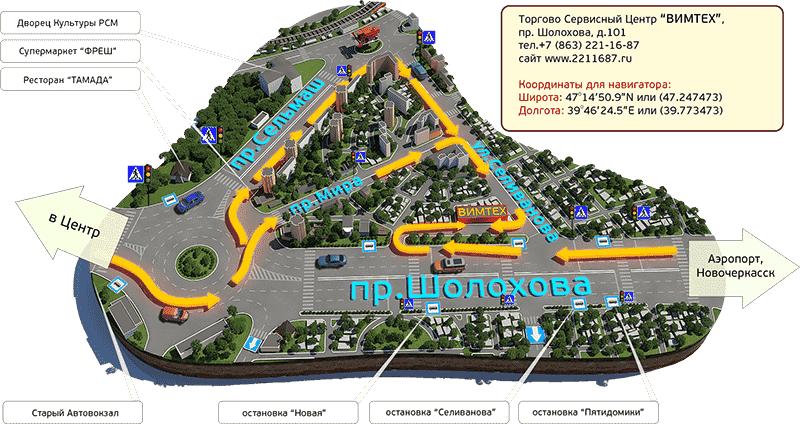 Дворец Культуры РСМ
Супермаркет “ФРЕШ”
Ресторан “ТАМАДА”
Торгово Сервисный Центр “ВИМТЕХ”,
пр. Шолохова, д.101
тел.+7 (863) 221-16-87
сайт www.2211687.ru
Координаты для навигатора:
Широта: 47°14’50.9”N или (47.247473)
Долгота: 39°46’24.5”E или (39.773473)
пр.Сельмаш
ул.Селиванова
пр.Мира
ВИМТЕХ
в Центр
Аэропорт,
Новочеркасск
пр.Шолохова
Старый Автовокзал
остановка “Новая”
остановка “Селиванова”
остановка “Пятидомики”